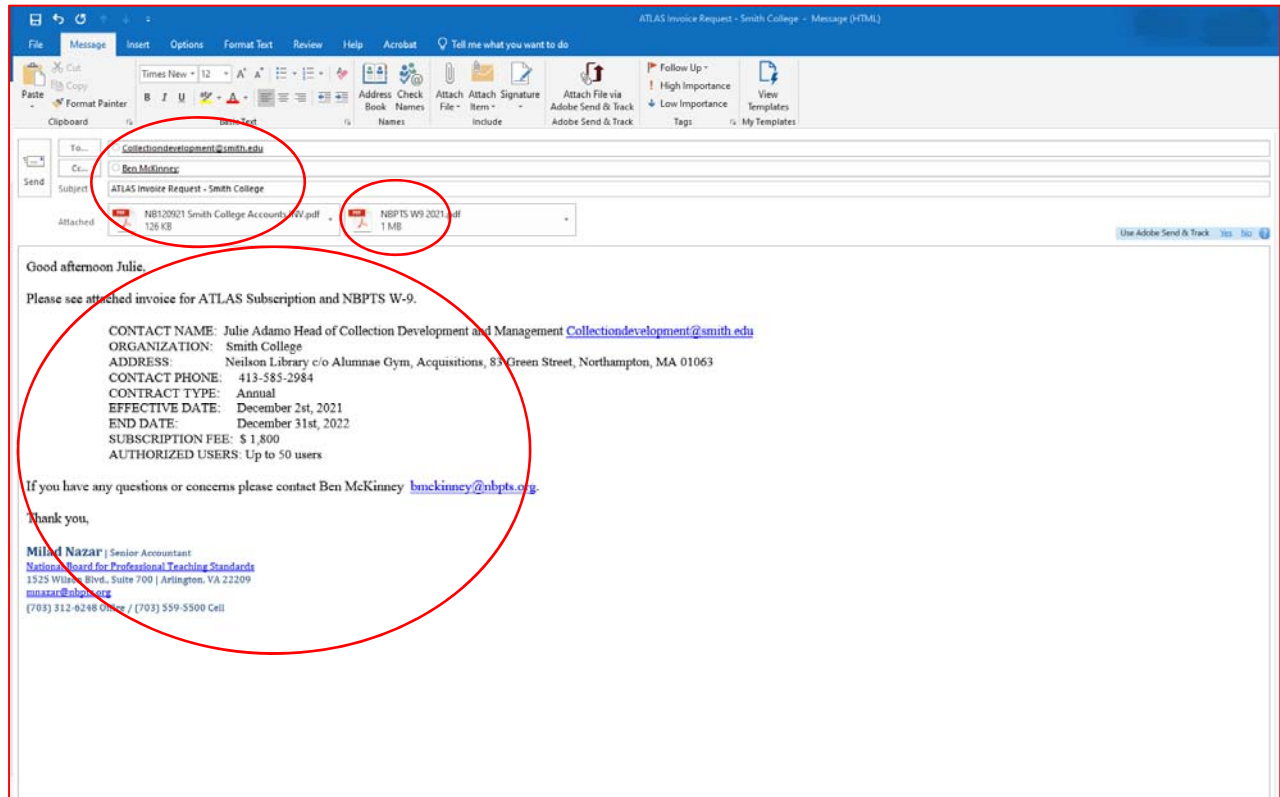 ATLAS Invoice Request - Smith College - Message (HTML)
File Message Insert Options Format Text Review Help Acrobat Tell me what you want to do
Cut
Copy
Format Painter
Paste
Clipboard
Times New 12
B I U
Basic Text
Address Book
Check Names
Names
Attach File
Attach Item
Signature
Include
Attach File via Adobe Send & Track
Adobe Send & Track
Follow Up
High Importance
Low Importance
Tags
View Templates
My Templates
Send
To... Collectiondevelopment@smith.edu
Cc... Ben McKinney;
Subject ATLAS Invoice Request - Smith College
Attached
NB120921 Smith College Accounts INV.pdf
126 KB
NBPTS W9 2021.pdf
1 MB
Use Adobe Send & Track Yes No
Good afternoon Julie,
Please see attached invoice for ATLAS Subscription and NBPTS W-9.
CONTACT NAME: Julie Adamo Head of Collection Development and Management Collectiondevelopment@smith.edu
ORGANIZATION: Smith College
ADDRESS: Neilson Library c/o Alumnae Gym, Acquisitions, 83 Green Street, Northampton, MA 01063
CONTACT PHONE: 413-585-2984
CONTRACT TYPE: Annual
EFFECTIVE DATE: December 2st, 2021
END DATE: December 31st, 2022
SUBSCRIPTION FEE: $ 1,800
AUTHORIZED USERS: Up to 50 users
If you have any questions or concerns please contact Ben McKinney bmckinney@nbpts.org.
Thank you,
Milad Nazar | Senior Accountant
National Board for Professional Teaching Standards
1525 Wilson Blvd., Suite 700 | Arlington, VA 22209
mnazar@nbpts.org
(703) 312-6248 Office / (703) 559-5500 Cell